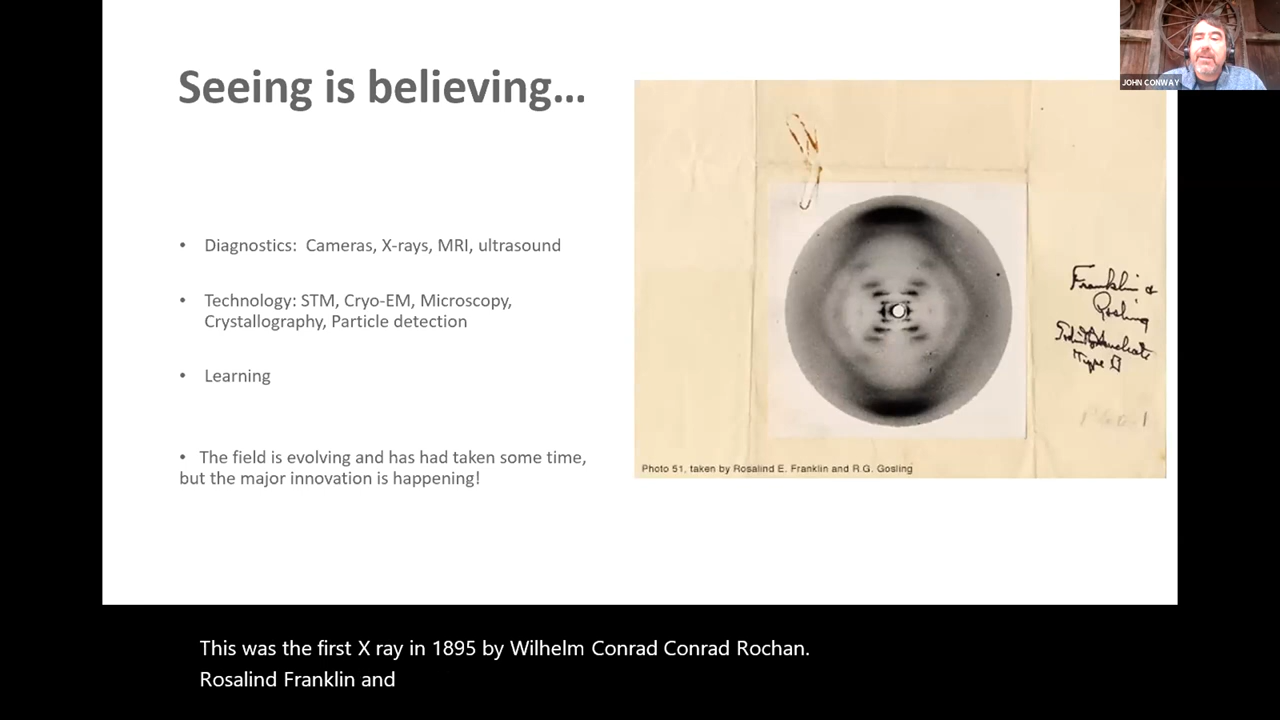 Seeing is believing...
JOHN CONWAY
• Diagnostics:  Cameras, X-rays, MRI, ultrasound
• Technology: STM, Cryo-EM, Microscopy,
Crystallography, Particle detection
• Learning
• The field is evolving and has had taken some time,
but the major innovation is happening!
Franklin &
Gosling
Type B
Photo 51, taken by Rosalind E. Franklin and R.G. Gosling
This was the first X ray in 1895 by Wilhelm Conrad Conrad Rochan.
Rosalind Franklin and